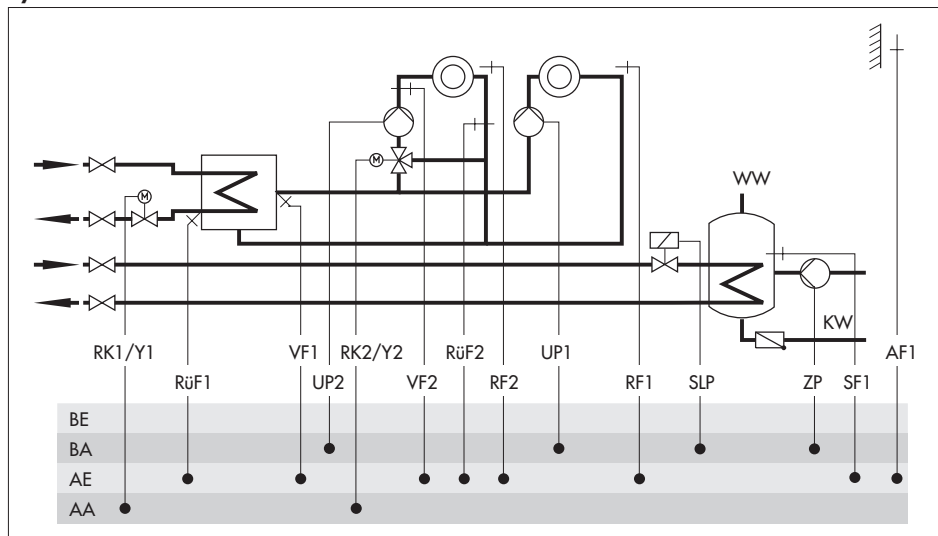 M
M
WW
KW
RK1/Y1 VF1 RK2/Y2 RüF2 UP1 AF1
RüF1 UP2 VF2 RF2 RF1 SLP ZP SF1
BE
BA
AE
AA